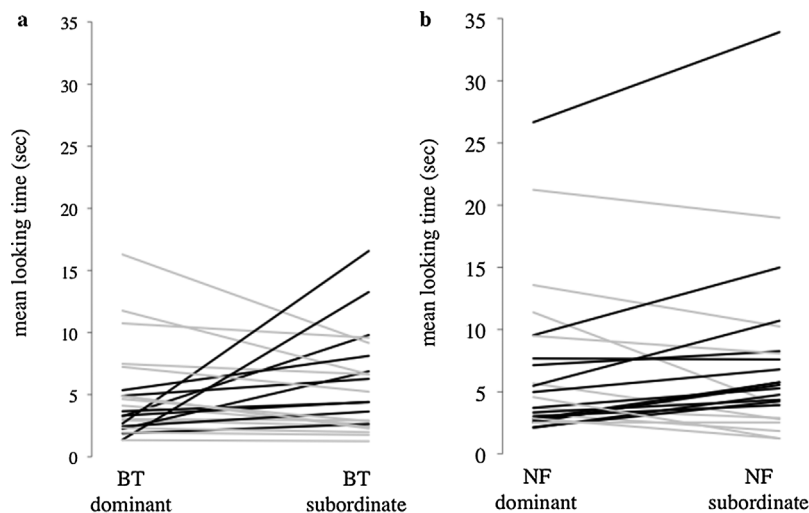 a
35
30
25
20
15
10
5
0
mean looking time (sec)
BT
dominant
BT
subordinate
b
35
30
25
20
15
10
5
0
mean looking time (sec)
NF
dominant
NF
subordinate